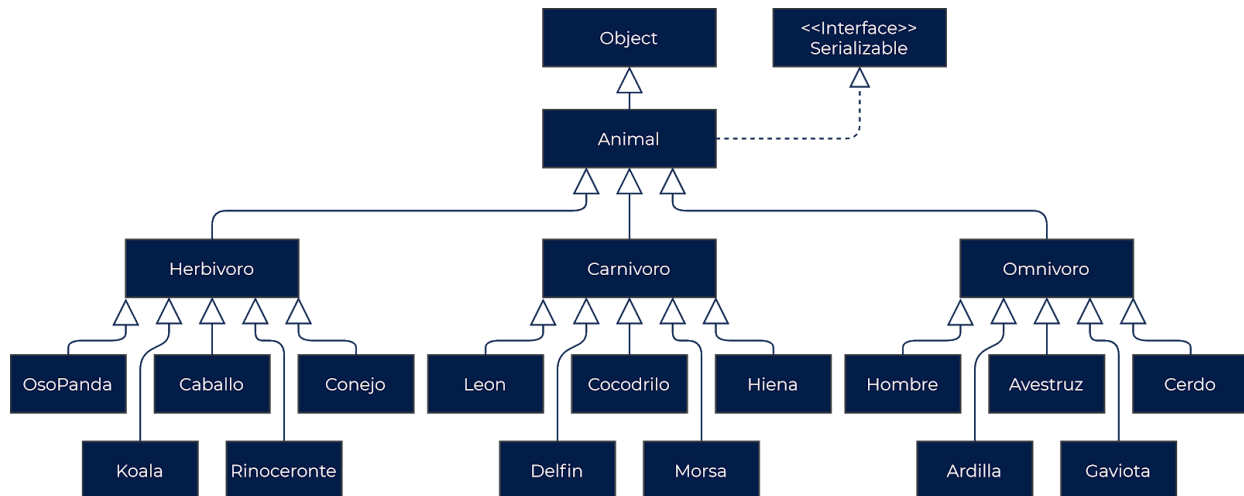 Object
<<Interface>>
Serializable
Animal
Herbivoro
Carnivoro
Omnivoro
OsoPanda
Caballo
Conejo
Leon
Cocodrilo
Hiena
Hombre
Avestruz
Cerdo
Koala
Rinoceronte
Delfin
Morsa
Ardilla
Gaviota